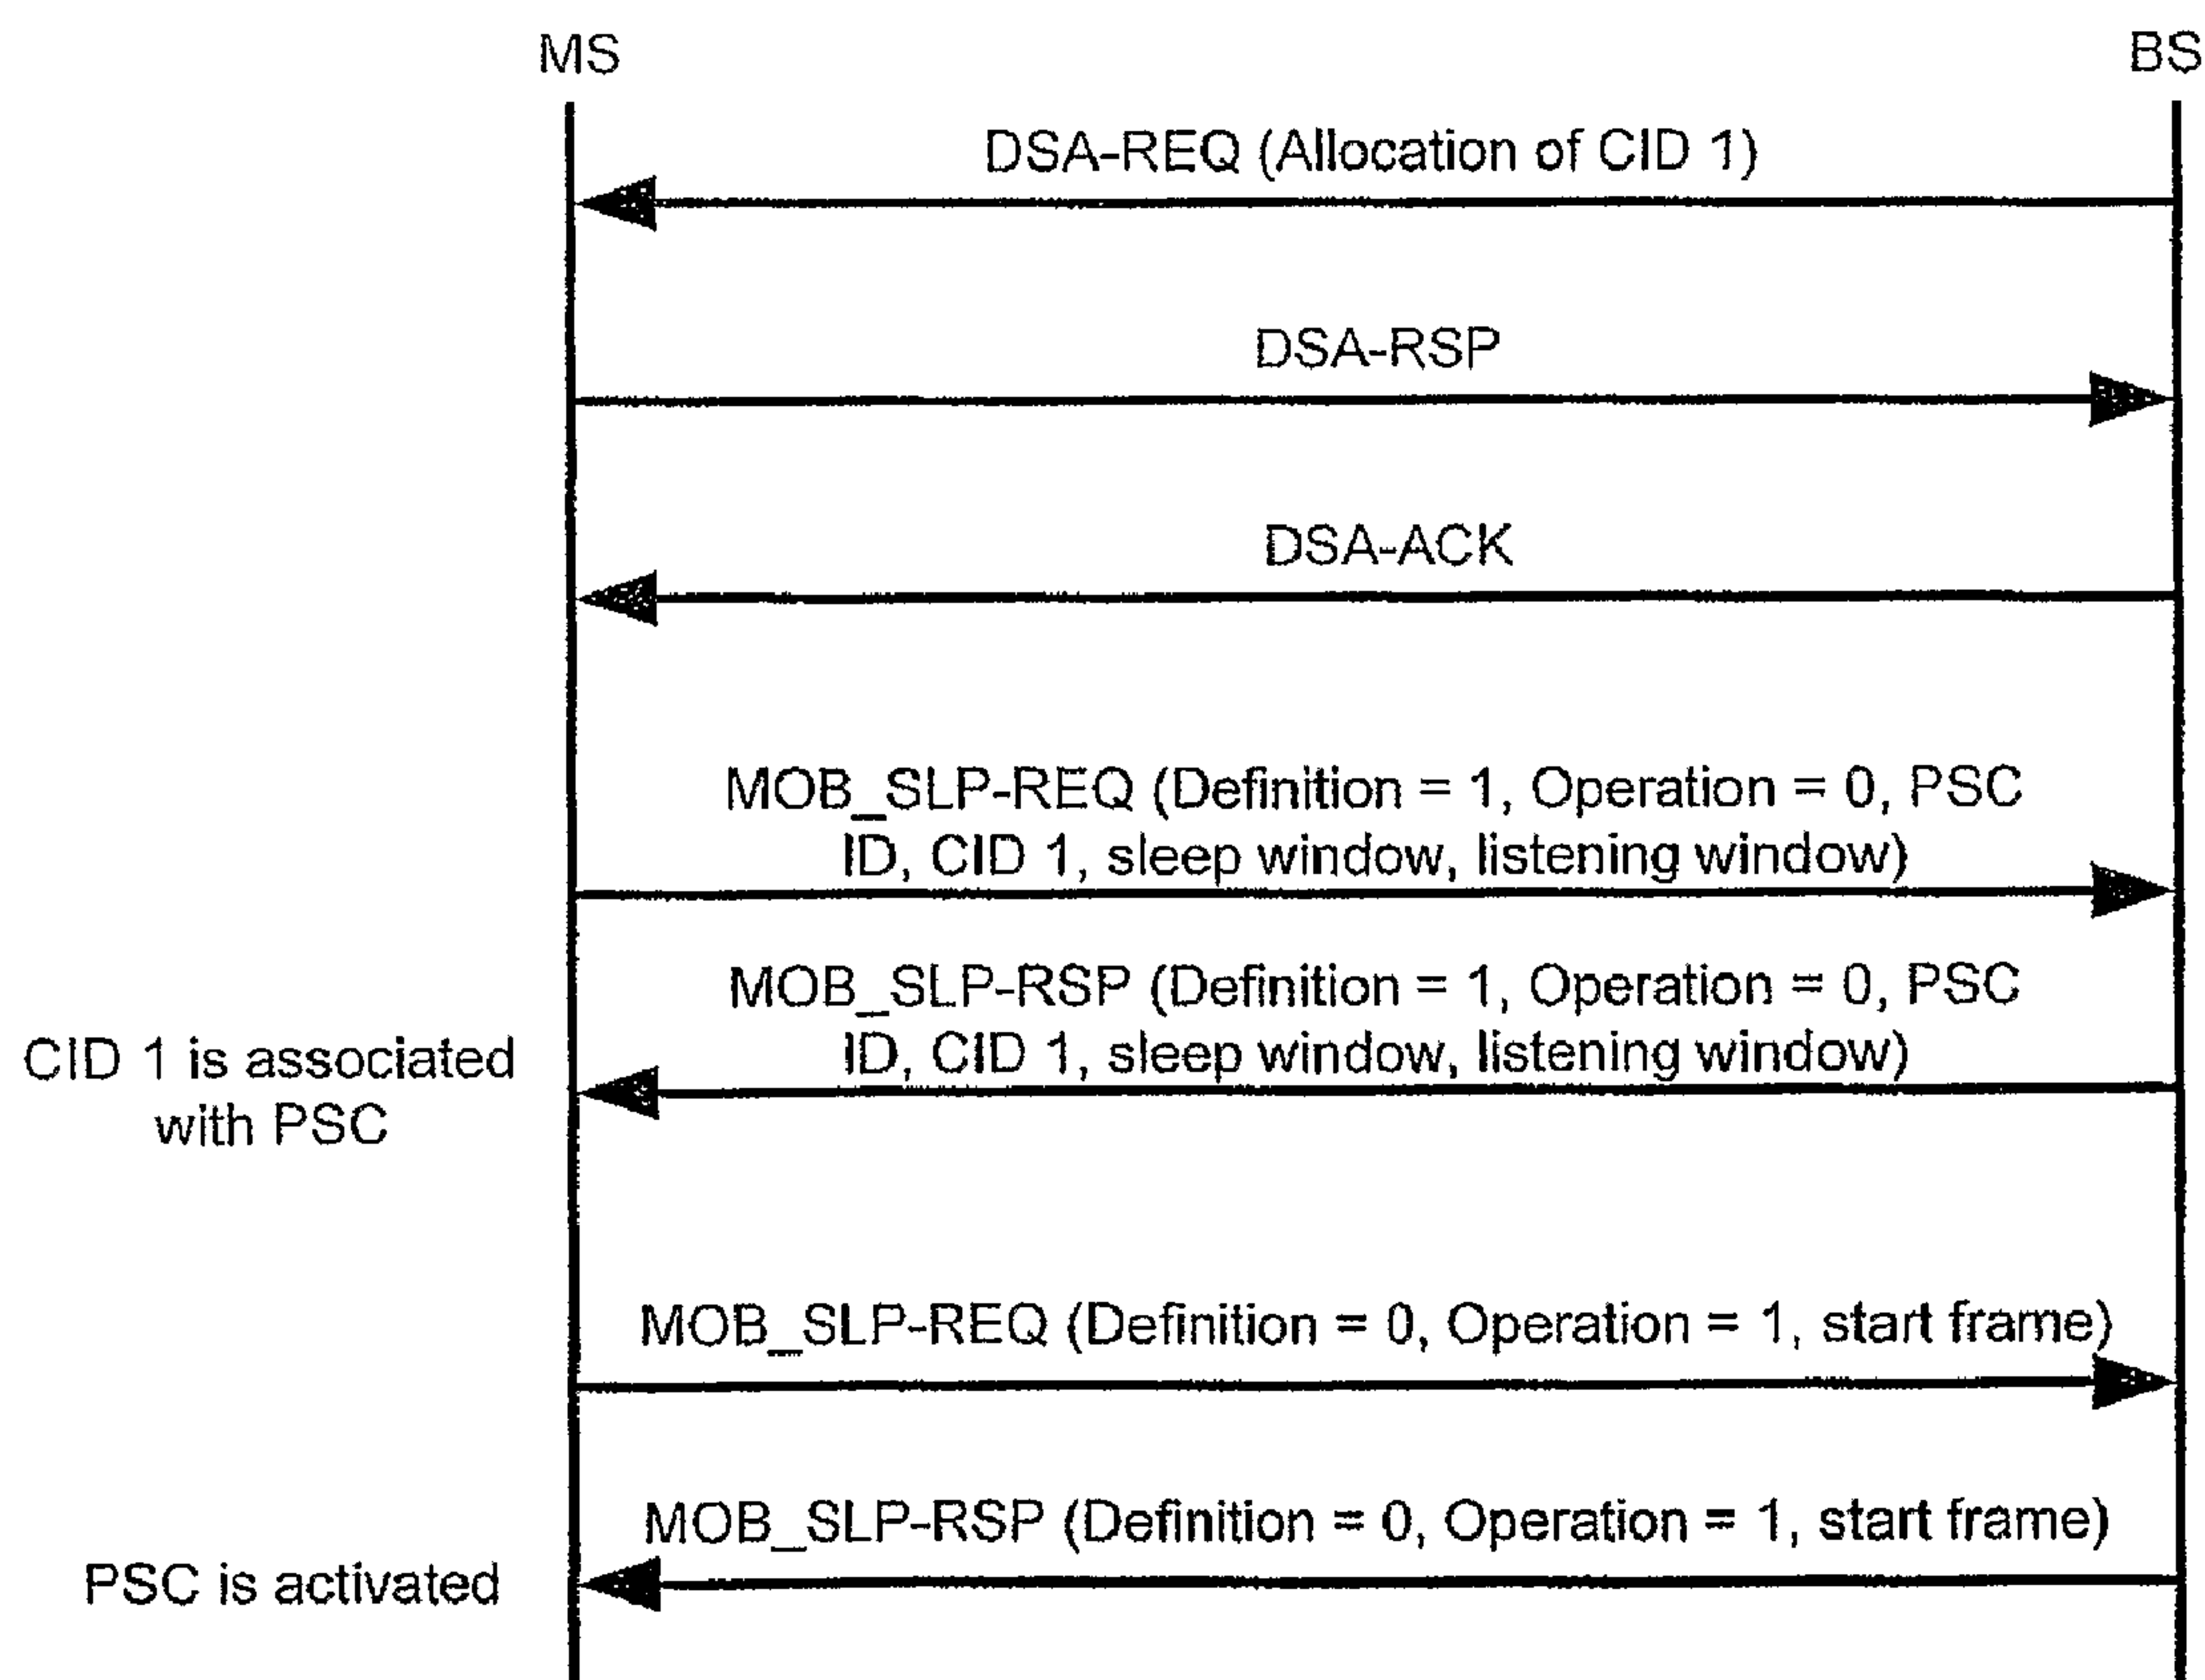 MS
BS
DSA-REQ (Allocation of CID 1)
DSA-RSP
DSA-ACK
MOB_SLP-REQ (Definition = 1, Operation = 0, PSC
ID, CID 1, sleep window, listening window)
MOB_SLP-RSP (Definition = 1, Operation = 0, PSC
ID, CID 1, sleep window, listening window)
CID 1 is associated
with PSC
MOB_SLP-REQ (Definition = 0, Operation = 1, start frame)
MOB_SLP-RSP (Definition = 0, Operation = 1, start frame)
PSC is activated